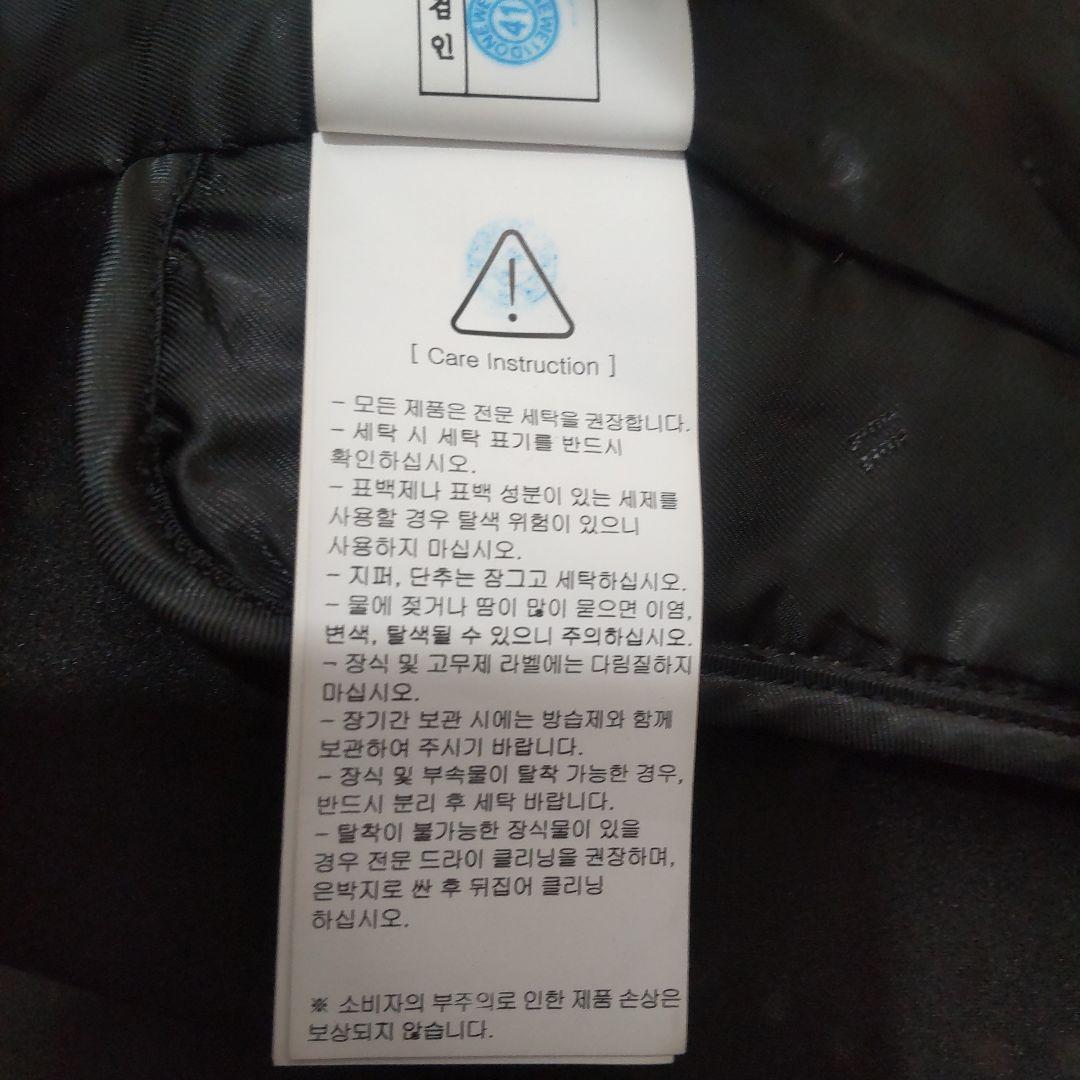 검
인
41
WE11DONE WE
[ Care Instruction ]
- 모든 제품은 전문 세탁을 권장합니다.
- 세탁 시 세탁 표기를 반드시
확인하십시오.
- 표백제나 표백 성분이 있는 세제를
사용할 경우 탈색 위험이 있으니
사용하지 마십시오.
- 지퍼, 단추는 잠그고 세탁하십시오.
- 물에 젖거나 땀이 많이 묻으면 이염,
변색, 탈색될 수 있으니 주의하십시오.
- 장식 및 고무제 라벨에는 다림질하지
마십시오.
- 장기간 보관 시에는 방습제와 함께
보관하여 주시기 바랍니다.
- 장식 및 부속물이 탈착 가능한 경우,
반드시 분리 후 세탁 바랍니다.
- 탈착이 불가능한 장식물이 있을
경우 전문 드라이 클리닝을 권장하며,
은박지로 싼 후 뒤집어 클리닝
하십시오.
※ 소비자의 부주의로 인한 제품 손상은
보상되지 않습니다.